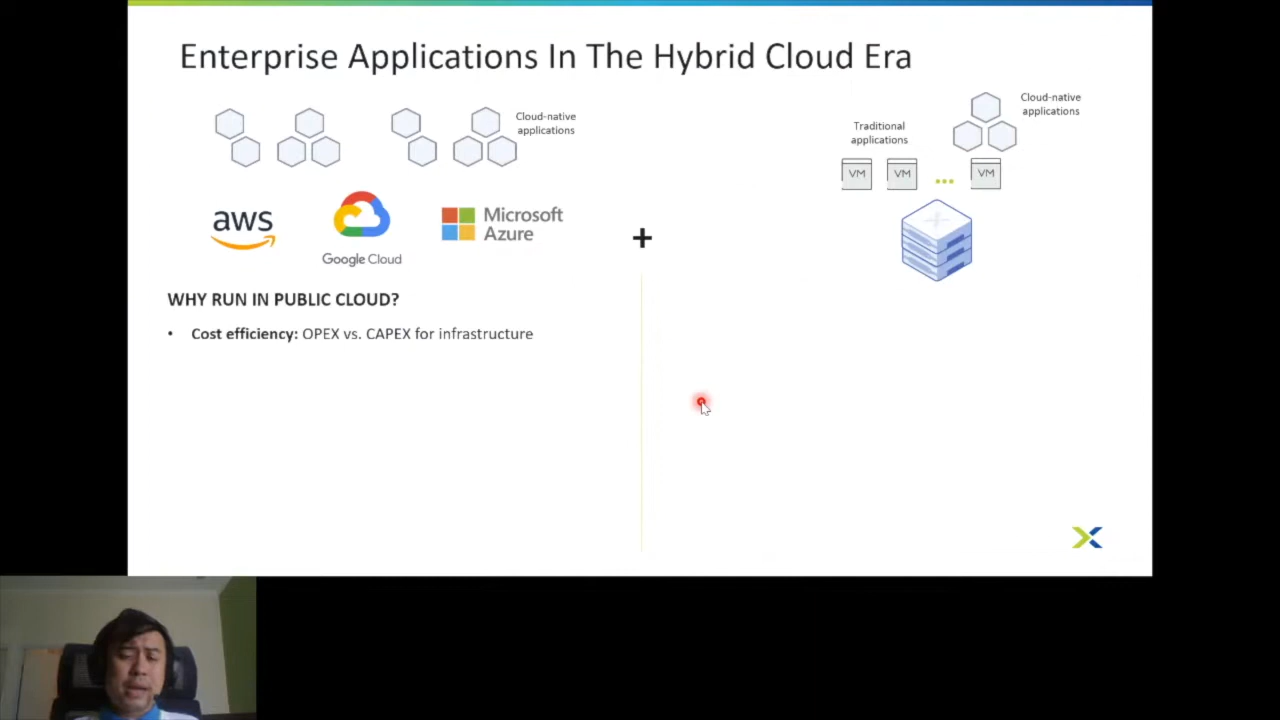 Enterprise Applications In The Hybrid Cloud Era
Cloud-native
applications
aws
Google Cloud
Microsoft
Azure
+
Traditional
applications
Cloud-native
applications
VM
VM
...
VM
WHY RUN IN PUBLIC CLOUD?
• Cost efficiency: OPEX vs. CAPEX for infrastructure